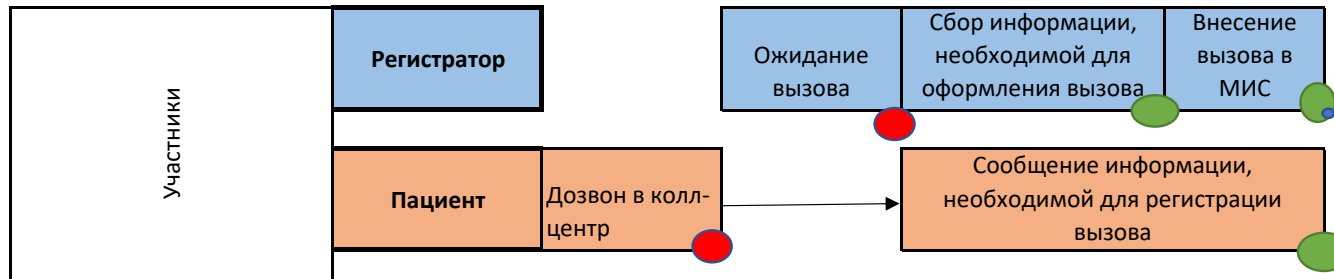 Участники
Регистратор
Ожидание
вызова
Сбор информации,
необходимой для
оформления вызова
Внесение
вызова в
МИС
Пациент
Дозвон в колл-
центр
Сообщение информации,
необходимой для регистрации
вызова